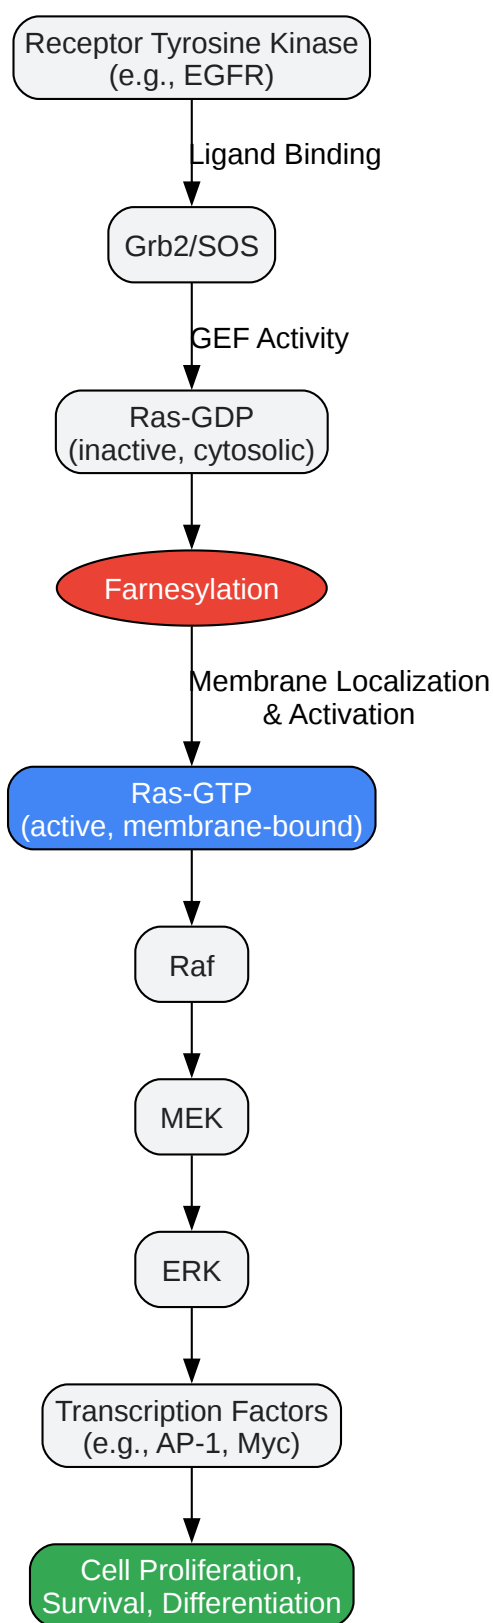 Receptor Tyrosine Kinase
(e.g., EGFR)
Ligand Binding
Grb2/SOS
GEF Activity
Ras-GDP
(inactive, cytosolic)
Farnesylation
Membrane Localization
& Activation
Ras-GTP
(active, membrane-bound)
Raf
MEK
ERK
Transcription Factors
(e.g., AP-1, Myc)
Cell Proliferation,
Survival, Differentiation